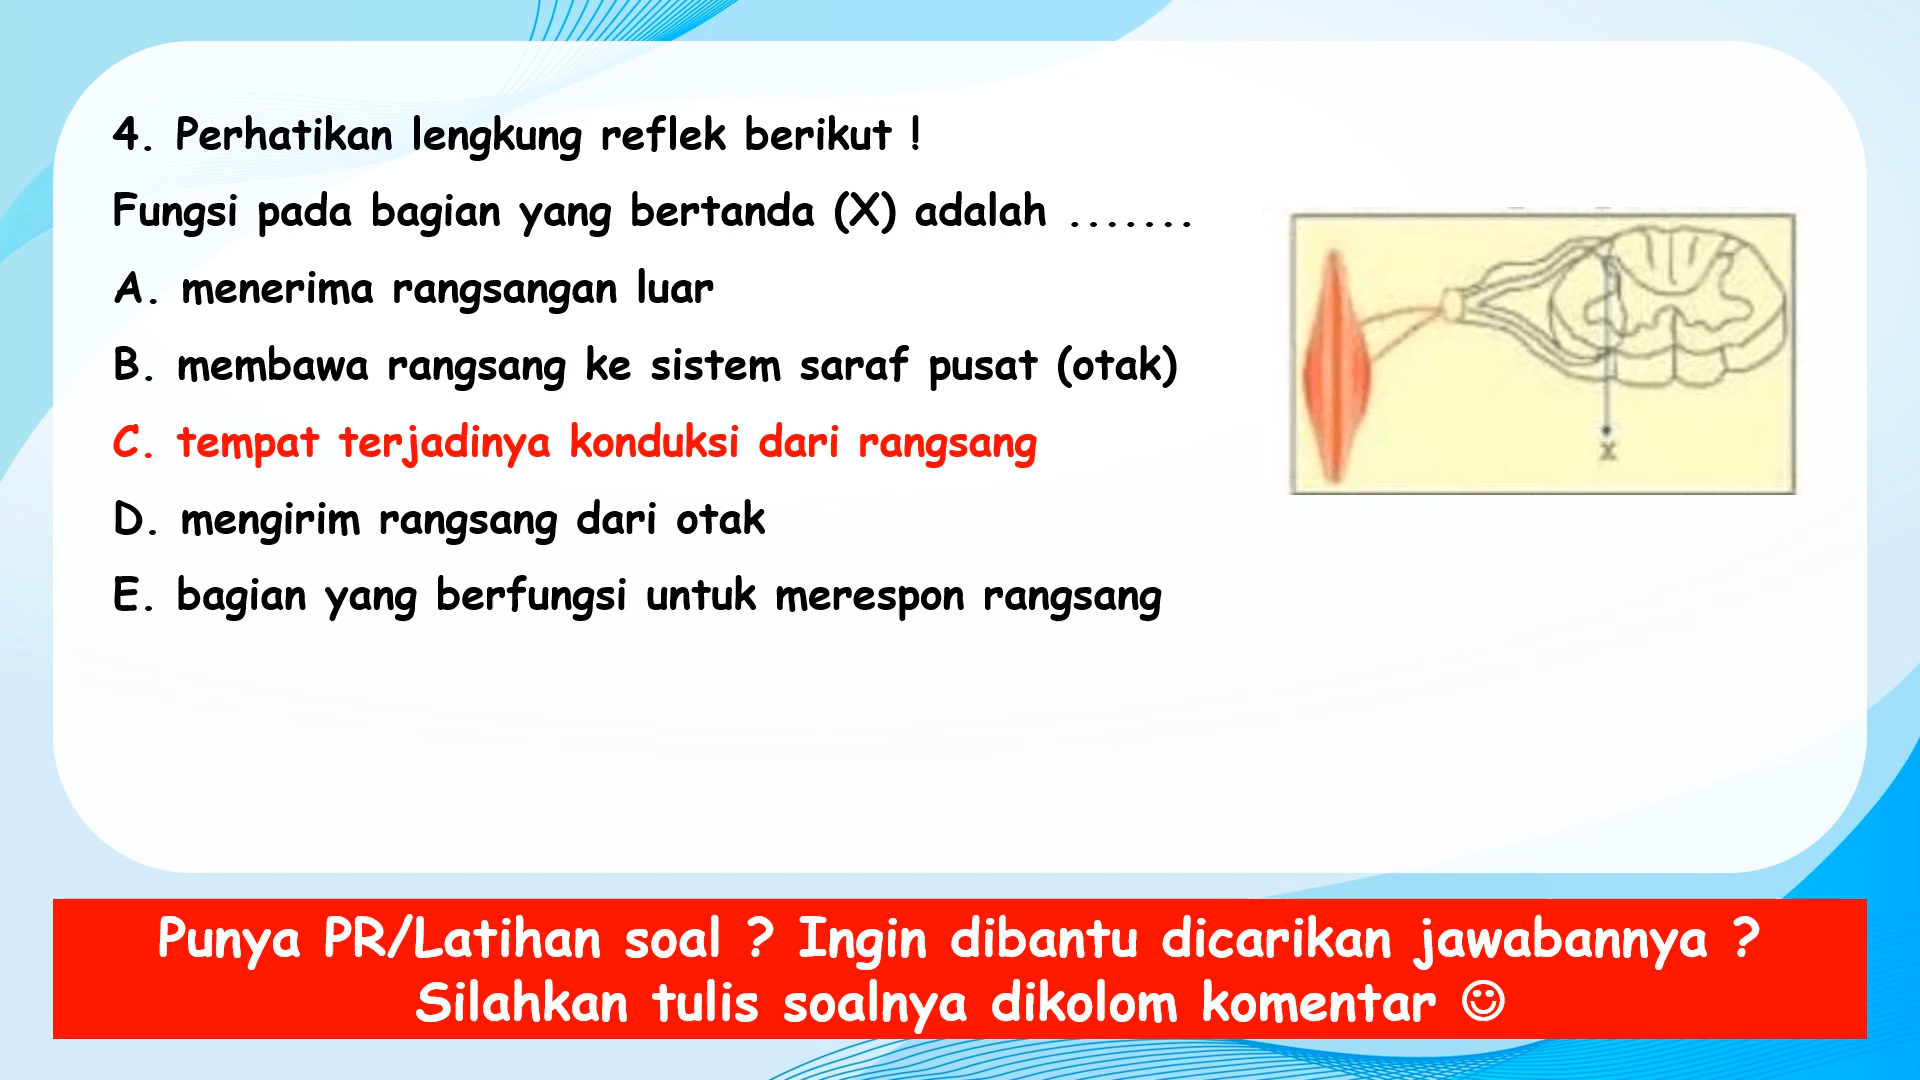 4. Perhatikan lengkung reflek berikut !
Fungsi pada bagian yang bertanda (X) adalah .......
A. menerima rangsangan luar
B. membawa rangsang ke sistem saraf pusat (otak)
C. tempat terjadinya konduksi dari rangsang
D. mengirim rangsang dari otak
E. bagian yang berfungsi untuk merespon rangsang
X
Punya PR/Latihan soal ? Ingin dibantu dicarikan jawabannya ?
Silahkan tulis soalnya dikolom komentar ☺